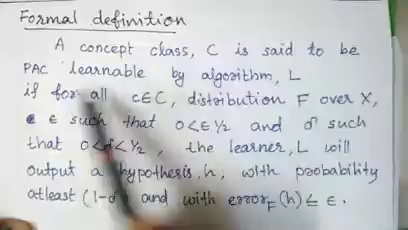 Formal definition
A concept class, C is said to be
PAC learnable by algorithm, L
if for all c∈C, distribution F over X,
ϵ such that 0<ϵ½ and δ such
that 0<δ<½, the learner, L will
output a hypothesis, h, with probability
atleast (1-δ) and with error_F(h) ≤ ϵ.